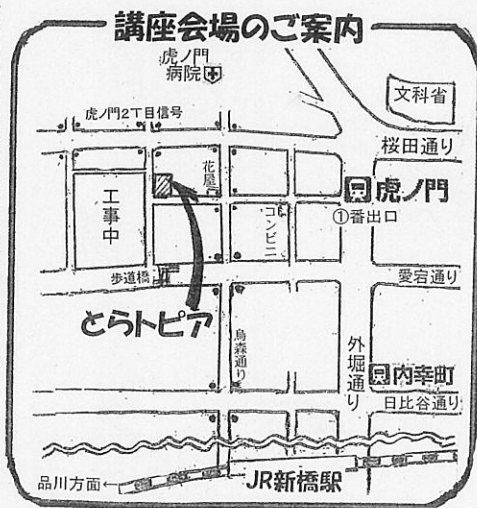 講座会場のご案内
虎ノ門
病院
文科省
虎ノ門2丁目信号
桜田通り
花屋
虎ノ門
①番出口
工事中
コンビニ
歩道橋
愛宕通り
とらトピア
烏森通り
外堀通り
内幸町
日比谷通り
品川方面←
JR新橋駅